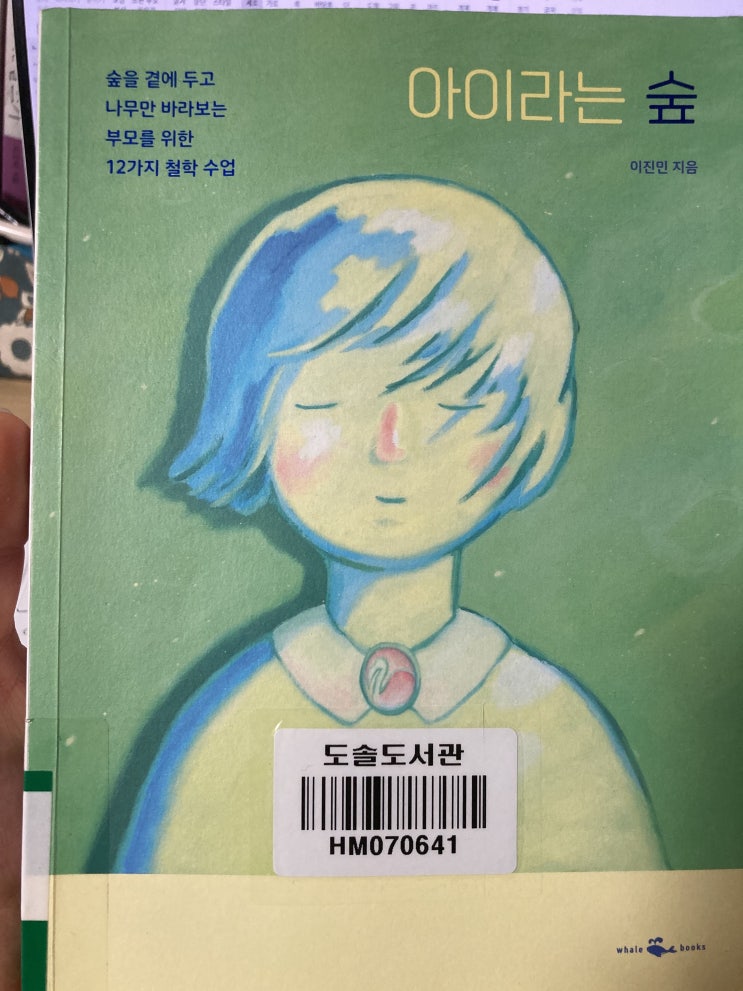 숲을 곁에 두고
나무만 바라보는
부모를 위한
12가지 철학 수업
아이라는 숲
이진민 지음
도솔도서관
HM070641
whale books